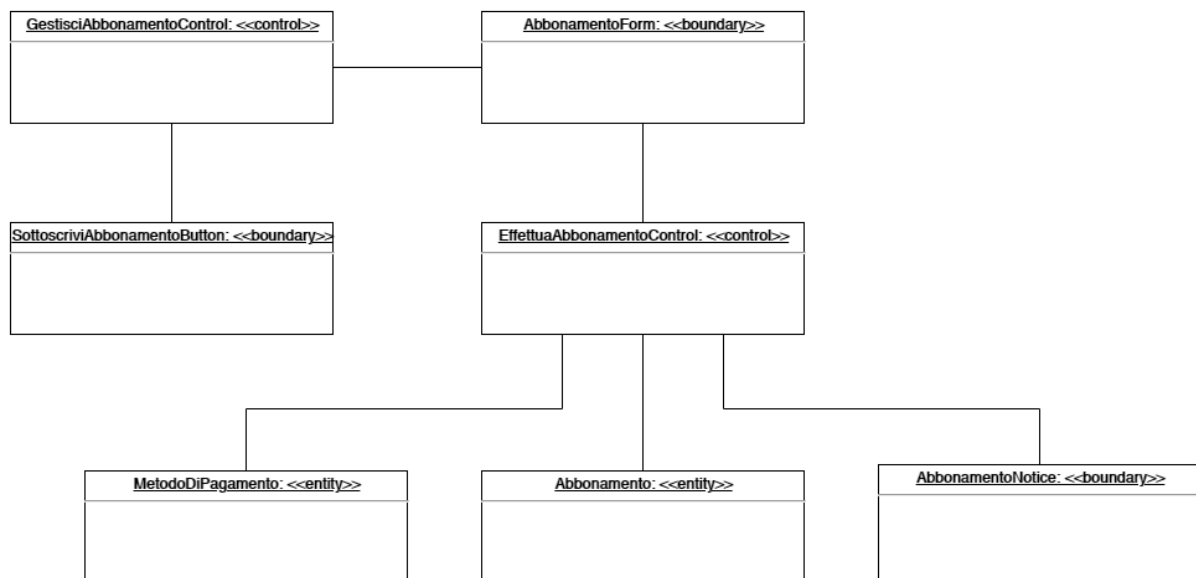 GestisciAbbonamentoControl: <<control>>
AbbonamentoForm: <<boundary>>
SottoscriviAbbonamentoButton: <<boundary>>
EffettuaAbbonamentoControl: <<control>>
MetodoDiPagamento: <<entity>>
Abbonamento: <<entity>>
AbbonamentoNotice: <<boundary>>